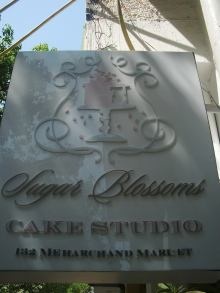 Sugar Blossoms
CAKE STUDIO
132 MEHARCHAND MARKET